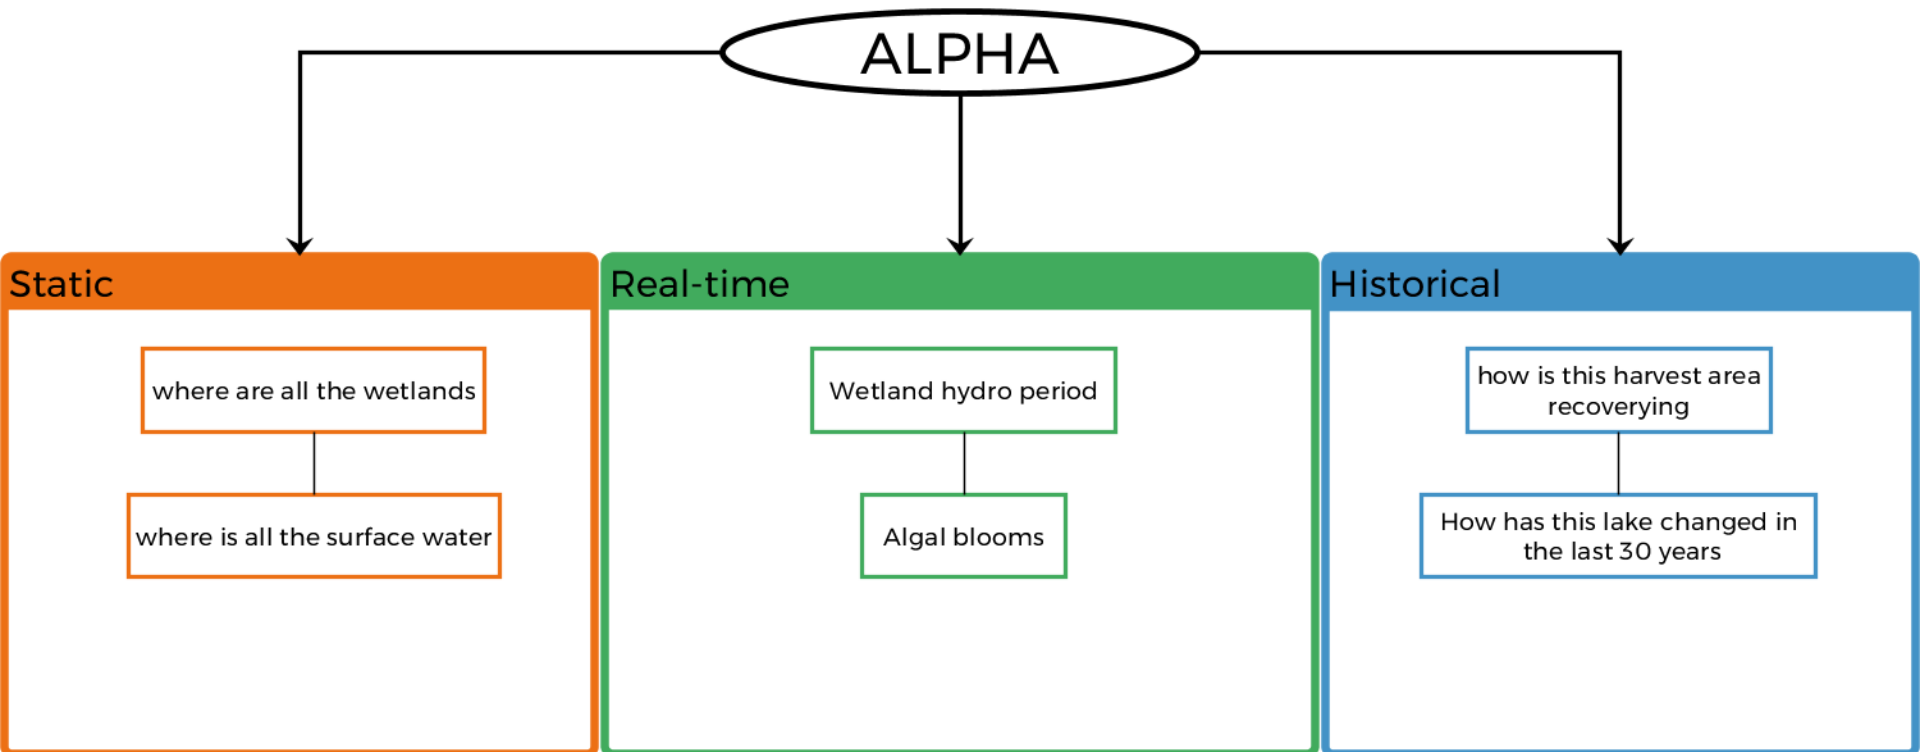 ALPHA
Static
Real-time
Historical
where are all the wetlands
where is all the surface water
Wetland hydro period
Algal blooms
how is this harvest area
recoverying
How has this lake changed in
the last 30 years